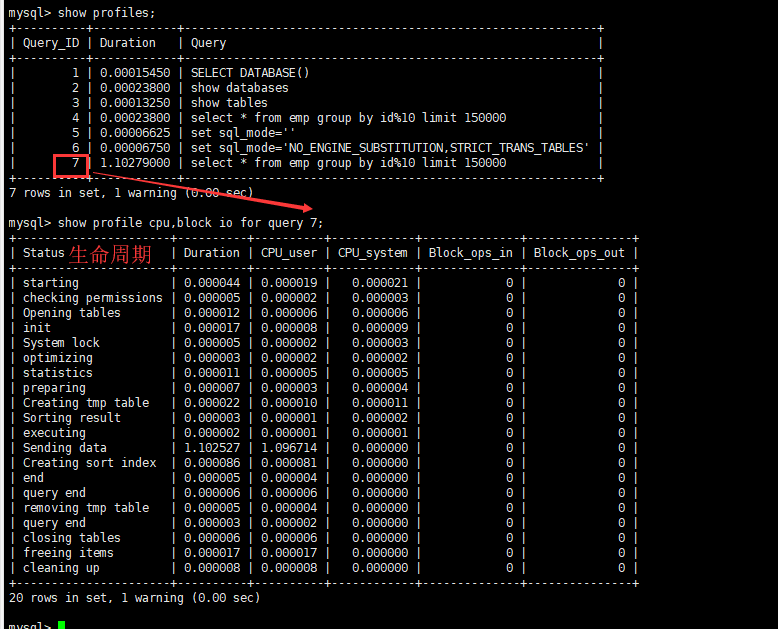 mysql> show profiles;
+----------+------------+-----------------------------------------------------------+
| Query_ID | Duration   | Query                                                     |
+----------+------------+-----------------------------------------------------------+
|        1 | 0.00015450 | SELECT DATABASE()                                         |
|        2 | 0.00023800 | show databases                                            |
|        3 | 0.00013250 | show tables                                               |
|        4 | 0.00023800 | select * from emp group by id%10 limit 150000             |
|        5 | 0.00006625 | set sql_mode=''                                           |
|        6 | 0.00006750 | set sql_mode='NO_ENGINE_SUBSTITUTION,STRICT_TRANS_TABLES' |
|        7 | 1.10279000 | select * from emp group by id%10 limit 150000             |
+----------+------------+-----------------------------------------------------------+
7 rows in set, 1 warning (0.00 sec)
mysql> show profile cpu,block io for query 7;
+----------------------+----------+----------+------------+--------------+---------------+
| Status 生命周期 | Duration | CPU_user | CPU_system | Block_ops_in | Block_ops_out |
+----------------------+----------+----------+------------+--------------+---------------+
| starting             | 0.000044 | 0.000019 |   0.000021 |            0 |             0 |
| checking permissions | 0.000005 | 0.000002 |   0.000003 |            0 |             0 |
| Opening tables       | 0.000012 | 0.000006 |   0.000006 |            0 |             0 |
| init                 | 0.000017 | 0.000008 |   0.000009 |            0 |             0 |
| System lock          | 0.000005 | 0.000002 |   0.000003 |            0 |             0 |
| optimizing           | 0.000003 | 0.000002 |   0.000002 |            0 |             0 |
| statistics           | 0.000011 | 0.000005 |   0.000005 |            0 |             0 |
| preparing            | 0.000007 | 0.000003 |   0.000004 |            0 |             0 |
| Creating tmp table   | 0.000022 | 0.000010 |   0.000011 |            0 |             0 |
| Sorting result       | 0.000003 | 0.000001 |   0.000002 |            0 |             0 |
| executing            | 0.000002 | 0.000001 |   0.000001 |            0 |             0 |
| Sending data         | 1.102527 | 1.096714 |   0.000000 |            0 |             0 |
| Creating sort index  | 0.000086 | 0.000081 |   0.000000 |            0 |             0 |
| end                  | 0.000005 | 0.000004 |   0.000000 |            0 |             0 |
| query end            | 0.000006 | 0.000006 |   0.000000 |            0 |             0 |
| removing tmp table   | 0.000005 | 0.000004 |   0.000000 |            0 |             0 |
| query end            | 0.000003 | 0.000002 |   0.000000 |            0 |             0 |
| closing tables       | 0.000006 | 0.000006 |   0.000000 |            0 |             0 |
| freeing items        | 0.000017 | 0.000017 |   0.000000 |            0 |             0 |
| cleaning up          | 0.000008 | 0.000008 |   0.000000 |            0 |             0 |
+----------------------+----------+----------+------------+--------------+---------------+
20 rows in set, 1 warning (0.00 sec)
mysql>